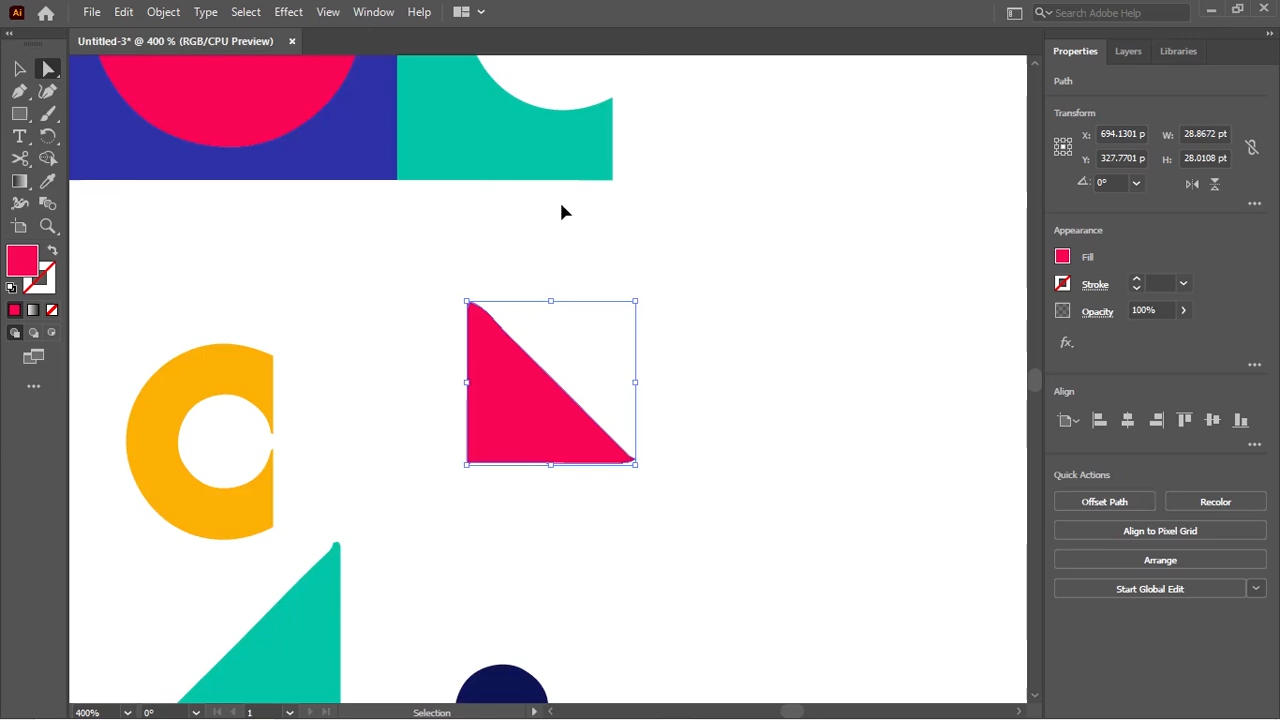 Ai File Edit Object Type Select Effect View Window Help Search Adobe Help
Untitled-3* @ 400 % (RGB/CPU Preview) ×
Properties Layers Libraries
Path
Transform
X: 694.1301 p W: 28.8672 pt
Y: 327.7701 p H: 28.0108 pt
0°
Appearance
Fill
Stroke
Opacity 100%
fx.
Align
Quick Actions
Offset Path Recolor
Align to Pixel Grid
Arrange
Start Global Edit
400% 0° 1 Selection